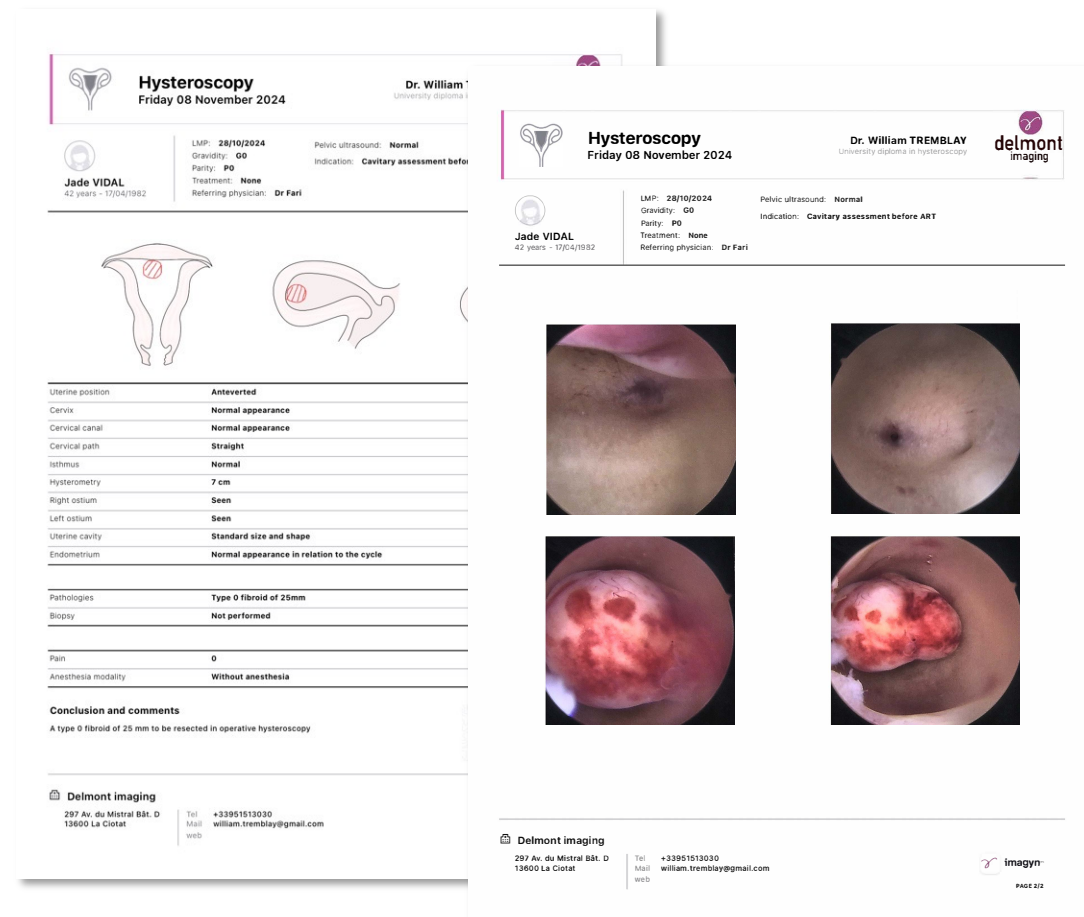 Hysteroscopy
Friday 08 November 2024
Dr. William
University diploma
Jade VIDAL
42 years - 17/04/1982
LMP: 28/10/2024
Gravidity: G0
Parity: P0
Treatment: None
Referring physician: Dr Fari
Pelvic ultrasound: Normal
Indication: Cavitary assessment
Uterine position Anteverted
Cervix Normal appearance
Cervical canal Normal appearance
Cervical path Straight
Isthmus Normal
Hysterometry 7 cm
Right ostium Seen
Left ostium Seen
Uterine cavity Standard size and shape
Endometrium Normal appearance in relation to the cycle
Pathologies Type 0 fibroid of 25mm
Biopsy Not performed
Pain 0
Anesthesia modality Without anesthesia
Conclusion and comments
A type 0 fibroid of 25 mm to be resected in operative hysteroscopy
Delmont imaging
297 Av. du Mistral Bât. D
13600 La Ciotat
Tel +33951513030
Mail william.tremblay@gmail.com
web
Hysteroscopy
Friday 08 November 2024
Dr. William TREMBLAY
University diploma in hysteroscopy
delmont
imaging
Jade VIDAL
42 years - 17/04/1982
LMP: 28/10/2024
Gravidity: G0
Parity: P0
Treatment: None
Referring physician: Dr Fari
Pelvic ultrasound: Normal
Indication: Cavitary assessment before ART
Delmont imaging
297 Av. du Mistral Bât. D
13600 La Ciotat
Tel +33951513030
Mail william.tremblay@gmail.com
web
imagyn
PAGE 2/2